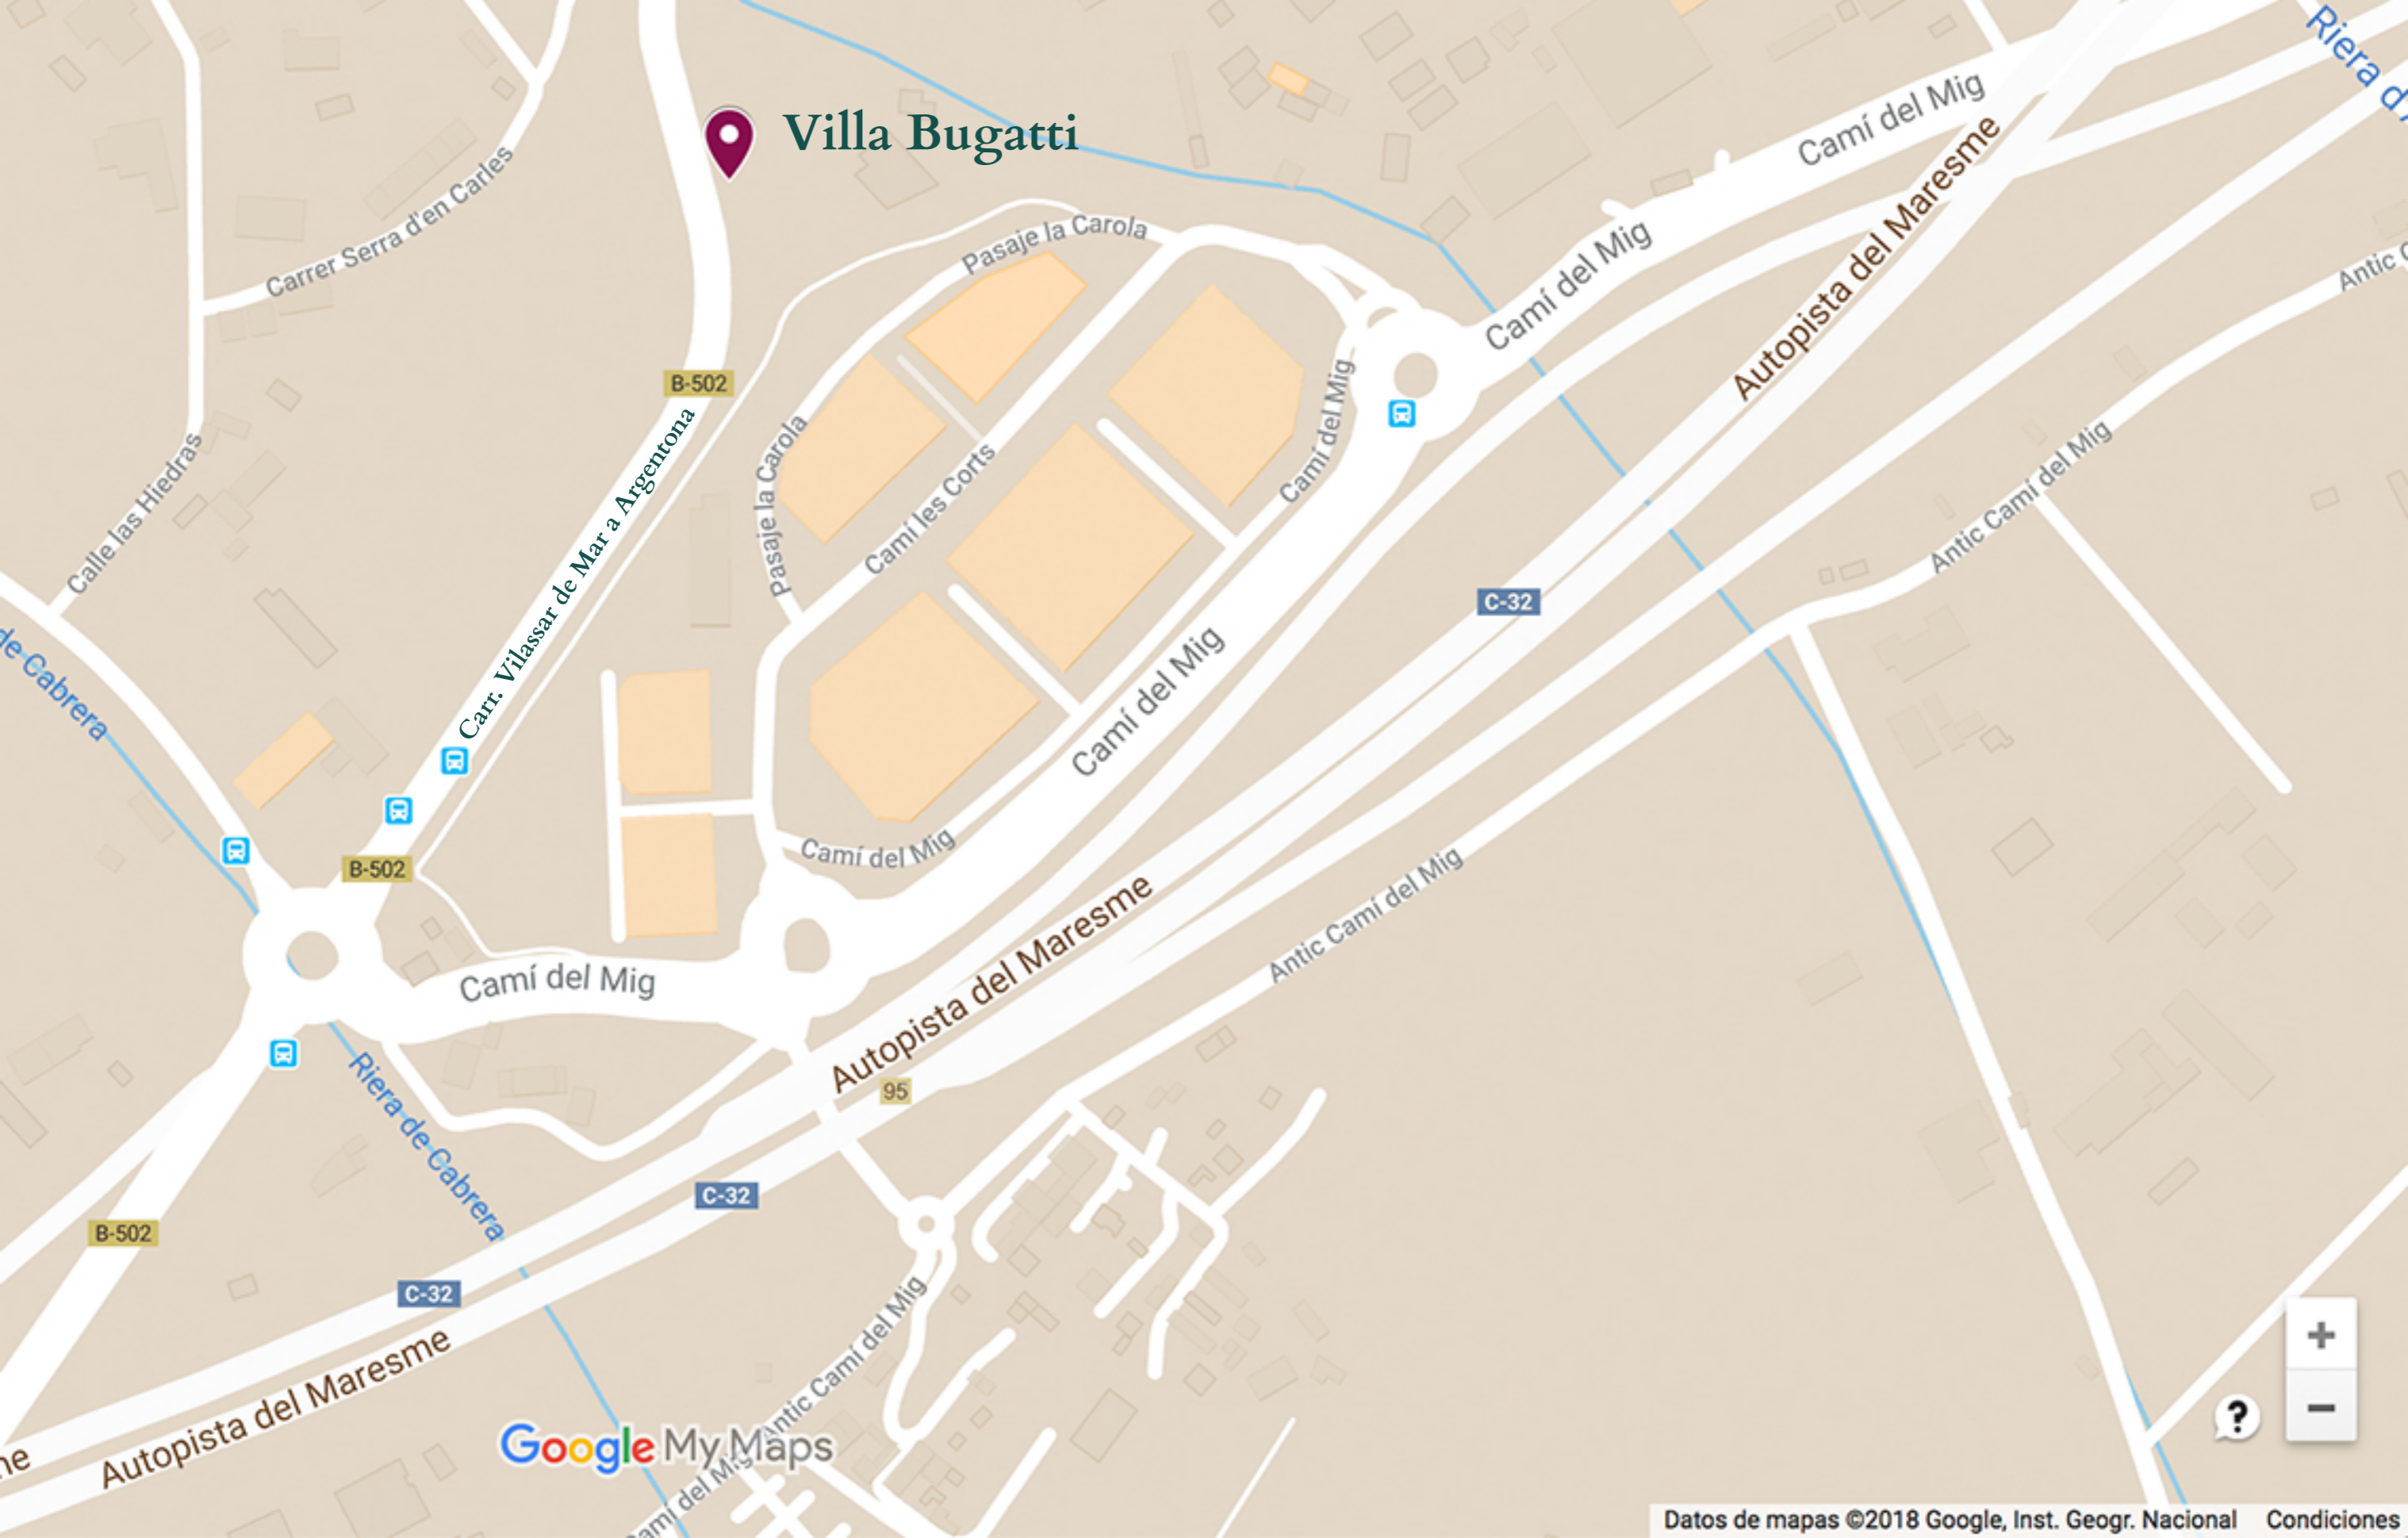 Riera d'
Camí del Mig
Villa Bugatti
Autopista del Maresme
Carrer Serra d'en Carles
Pasaje la Carola
Camí del Mig
Antic
B-502
Camí del Mig
Pasaje la Carola
Camí les Corts
Calle las Hiedras
Carr. Vilassar de Mar a Argentona
Antic Camí del Mig
C-32
de Cabrera
Camí del Mig
Camí del Mig
B-502
Antic Camí del Mig
Autopista del Maresme
Camí del Mig
95
Riera de Cabrera
C-32
B-502
C-32
Antic Camí del Mig
Autopista del Maresme
+
?
−
Google My Maps
Camí del Mig
Datos de mapas ©2018 Google, Inst. Geogr. Nacional Condiciones